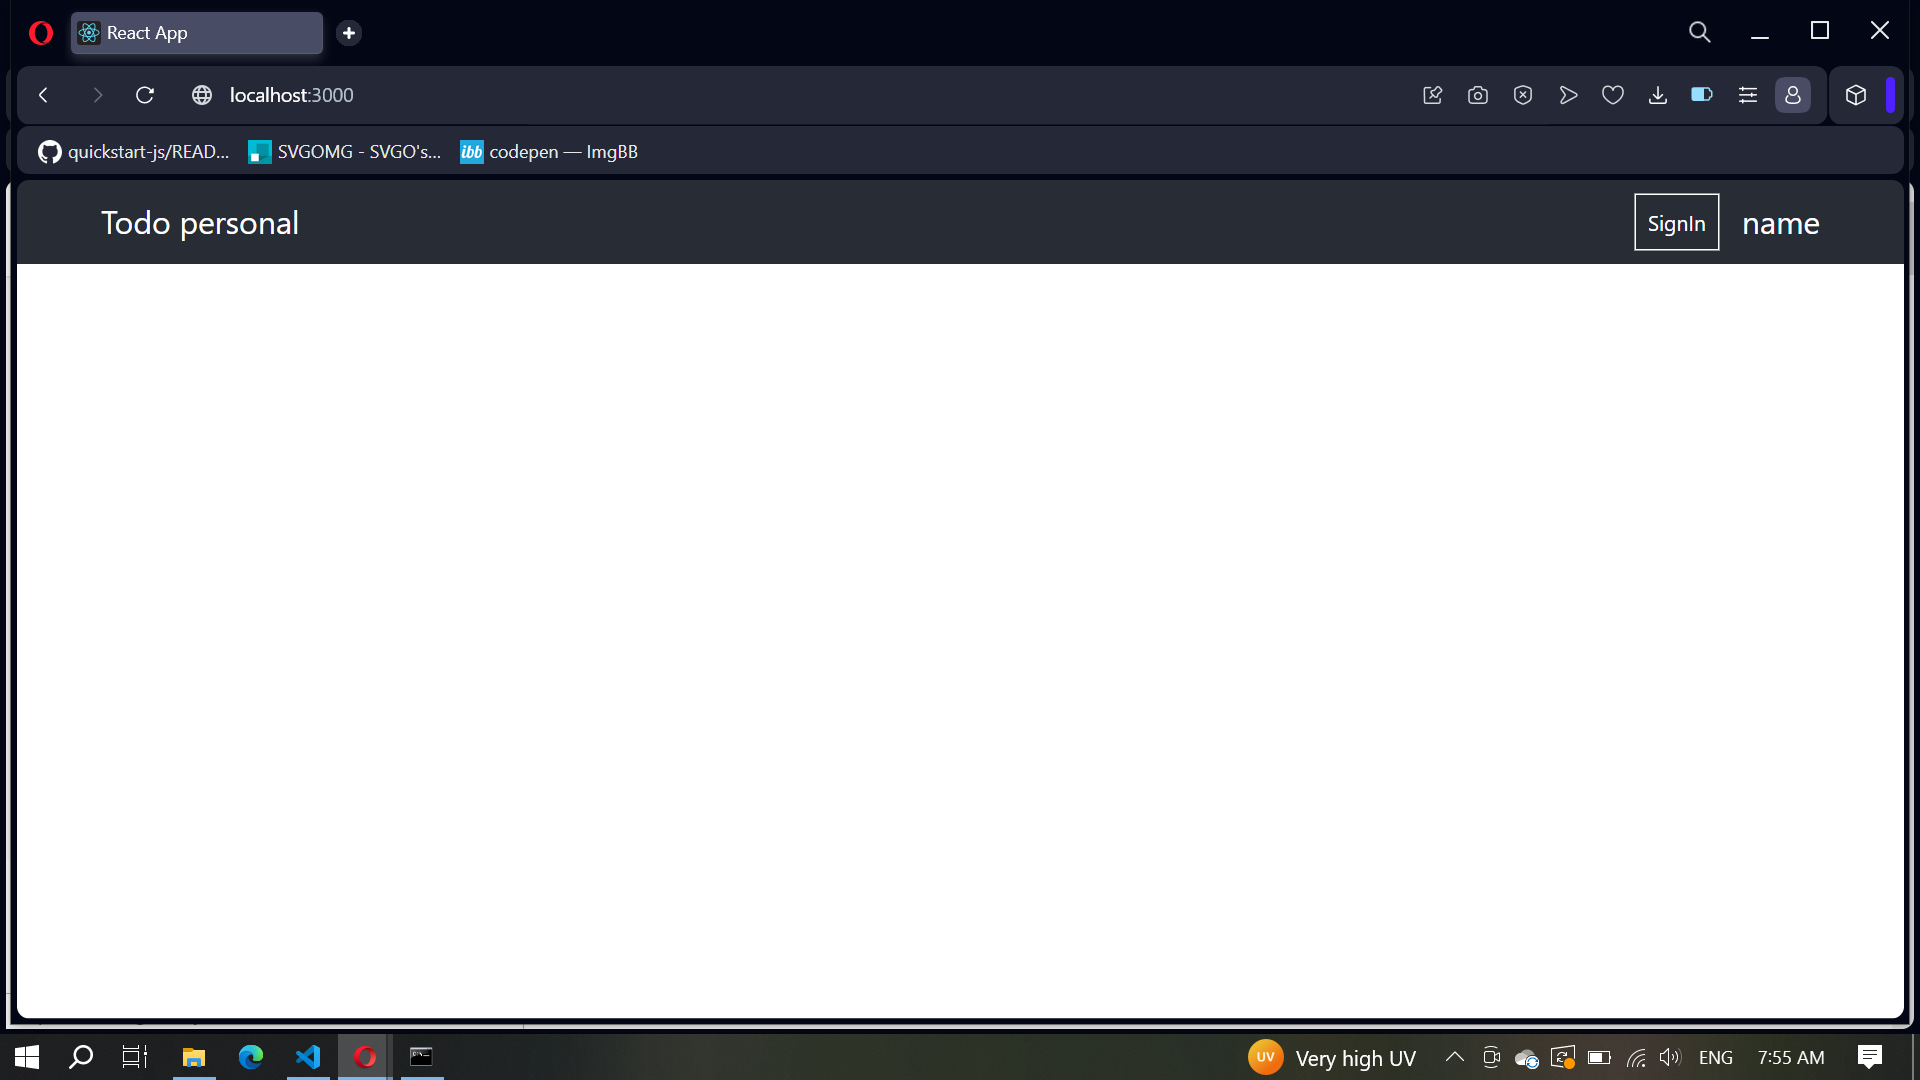 React App
localhost:3000
quickstart-js/READ... SVGOMG - SVGO's... ibb codepen — ImgBB
Todo personal SignIn name
UV Very high UV ENG 7:55 AM